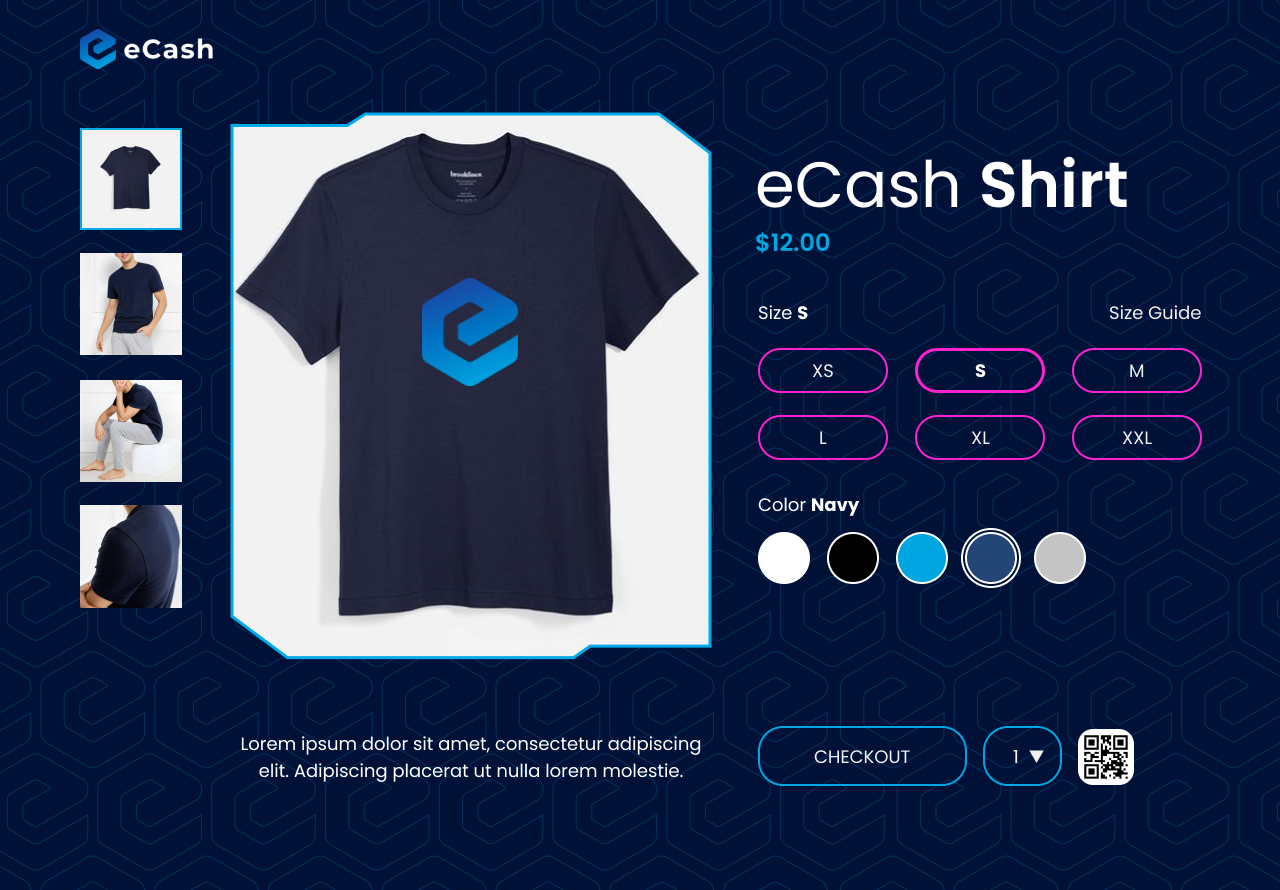 eCash
brooklinen
eCash Shirt
$12.00
Size S
Size Guide
XS
S
M
L
XL
XXL
Color Navy
Lorem ipsum dolor sit amet, consectetur adipiscing
elit. Adipiscing placerat ut nulla lorem molestie.
CHECKOUT
1